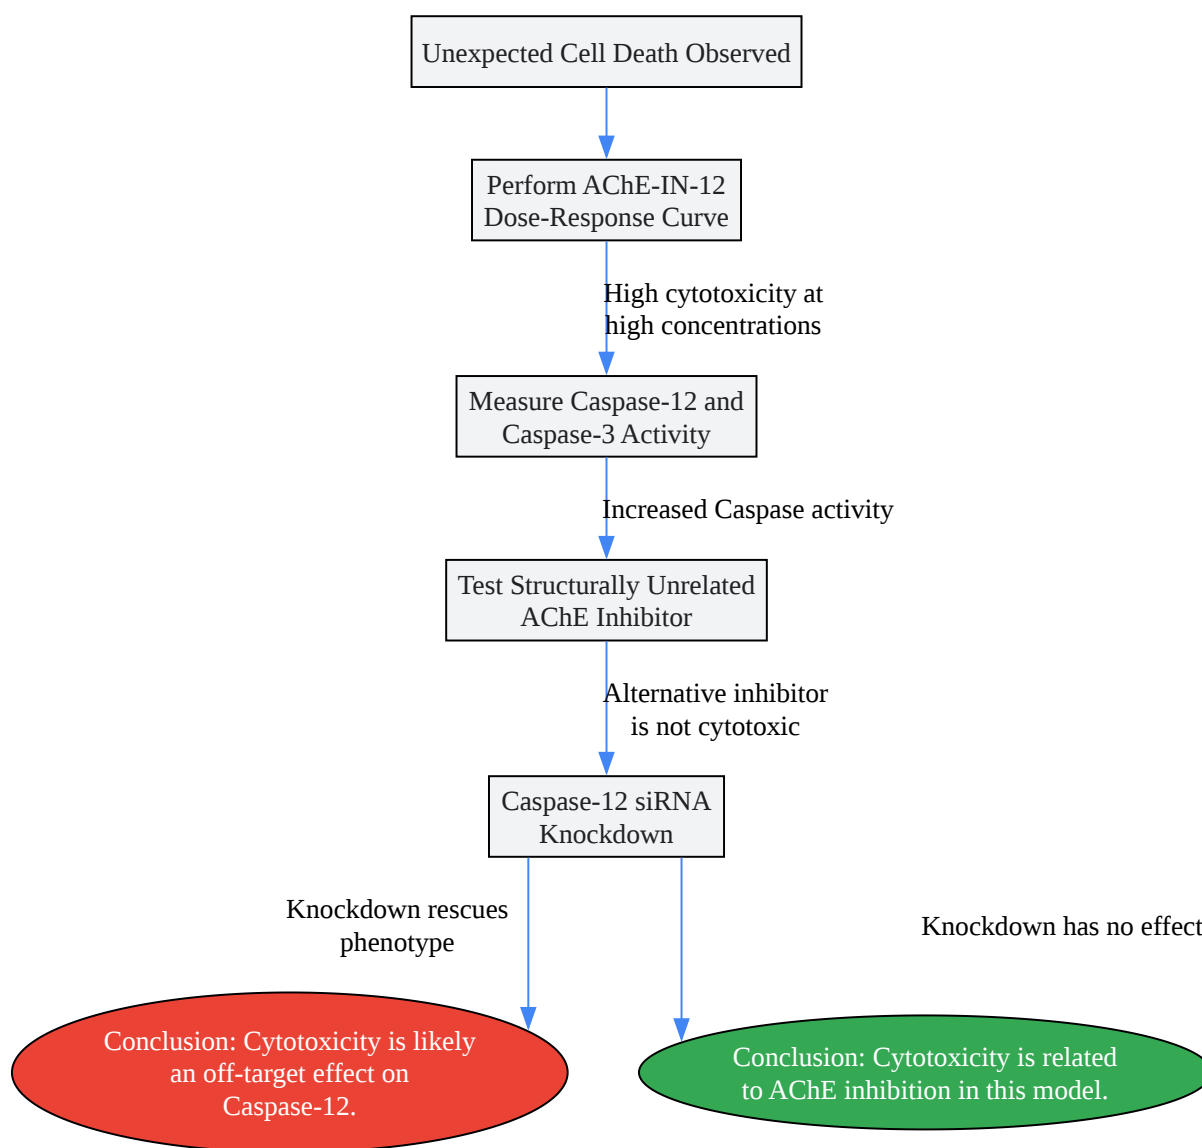 Unexpected Cell Death Observed
Perform AChE-IN-12
Dose-Response Curve
High cytotoxicity at
high concentrations
Measure Caspase-12 and
Caspase-3 Activity
Increased Caspase activity
Test Structurally Unrelated
AChE Inhibitor
Alternative inhibitor
is not cytotoxic
Caspase-12 siRNA
Knockdown
Knockdown rescues
phenotype
Knockdown has no effect
Conclusion: Cytotoxicity is likely
an off-target effect on
Caspase-12.
Conclusion: Cytotoxicity is related
to AChE inhibition in this model.